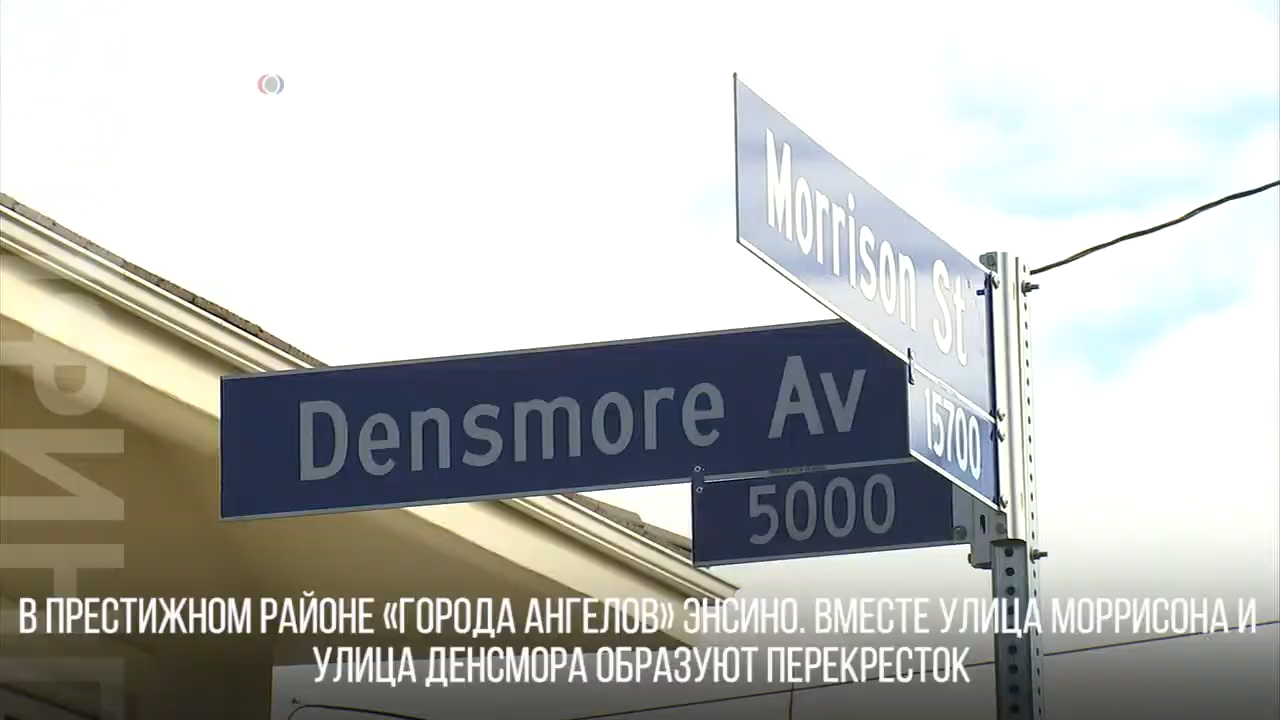 Morrison St
15700
Densmore Av
5000
В ПРЕСТИЖНОМ РАЙОНЕ «ГОРОДА АНГЕЛОВ» ЭНСИНО. ВМЕСТЕ УЛИЦА МОРРИСОНА И
УЛИЦА ДЕНСМОРА ОБРАЗУЮТ ПЕРЕКРЕСТОК